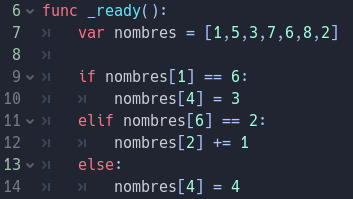 6 func _ready():
7 var nombres = [1,5,3,7,6,8,2]
8
9 if nombres[1] == 6:
10 nombres[4] = 3
11 elif nombres[6] == 2:
12 nombres[2] += 1
13 else:
14 nombres[4] = 4